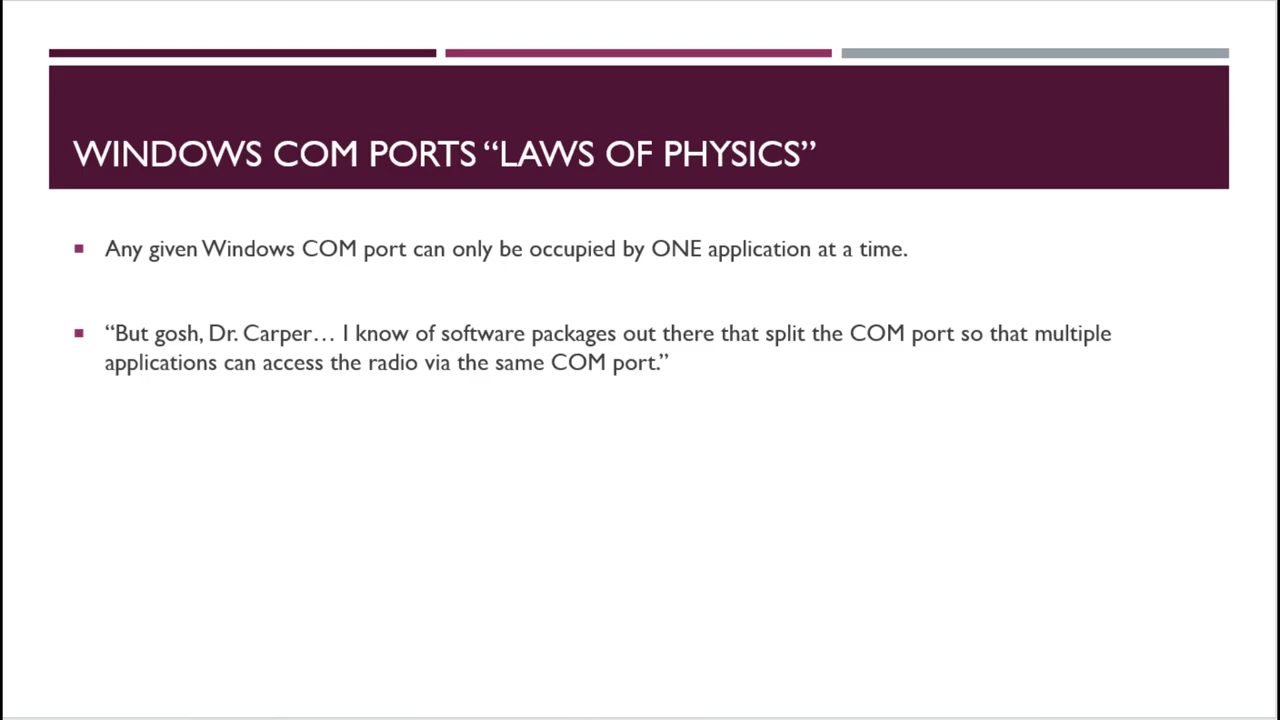 WINDOWS COM PORTS “LAWS OF PHYSICS”
Any given Windows COM port can only be occupied by ONE application at a time.
“But gosh, Dr. Carper… I know of software packages out there that split the COM port so that multiple
applications can access the radio via the same COM port.”